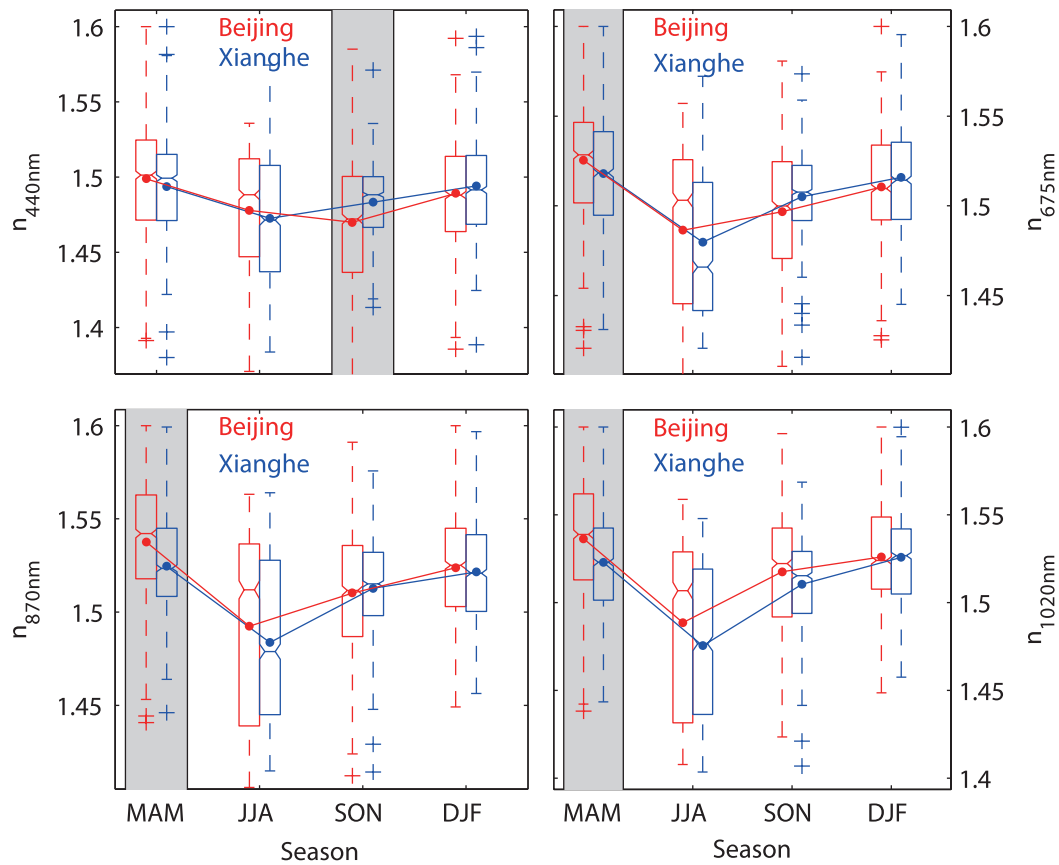 Beijing
Xianghe
1.6
1.55
1.5
1.45
1.4
n440nm
Beijing
Xianghe
1.6
1.55
1.5
1.45
n675nm
Beijing
Xianghe
1.6
1.55
1.5
1.45
n870nm
MAM JJA SON DJF
Season
Beijing
Xianghe
1.6
1.55
1.5
1.45
1.4
n1020nm
MAM JJA SON DJF
Season